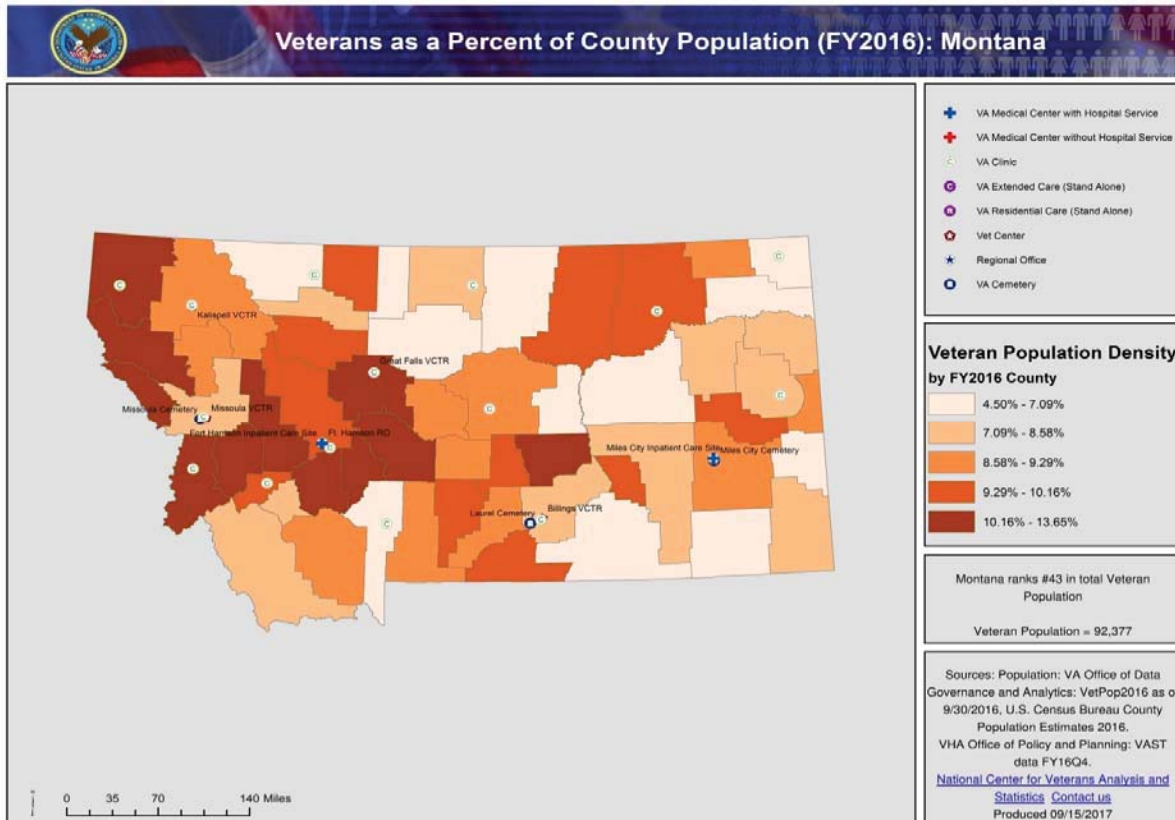 Veterans as a Percent of County Population (FY2016): Montana
VA Medical Center with Hospital Service
VA Medical Center without Hospital Service
C VA Clinic
C VA Extended Care (Stand Alone)
R VA Residential Care (Stand Alone)
Vet Center
Regional Office
VA Cemetery
Kalispell VCTR
Great Falls VCTR
Missoula Cemetery Missoula VCTR
Fort Harrison Inpatient Care Site Ft. Harrison RO
Miles City Inpatient Care Site Miles City Cemetery
Laurel Cemetery Billings VCTR
Veteran Population Density
by FY2016 County
4.50% - 7.09%
7.09% - 8.58%
8.58% - 9.29%
9.29% - 10.16%
10.16% - 13.65%
Montana ranks #43 in total Veteran
Population
Veteran Population = 92,377
Sources: Population: VA Office of Data
Governance and Analytics: VetPop2016 as o
9/30/2016, U.S. Census Bureau County
Population Estimates 2016.
VHA Office of Policy and Planning: VAST
data FY16Q4.
National Center for Veterans Analysis and
Statistics Contact us
Produced 09/15/2017
0 35 70 140 Miles